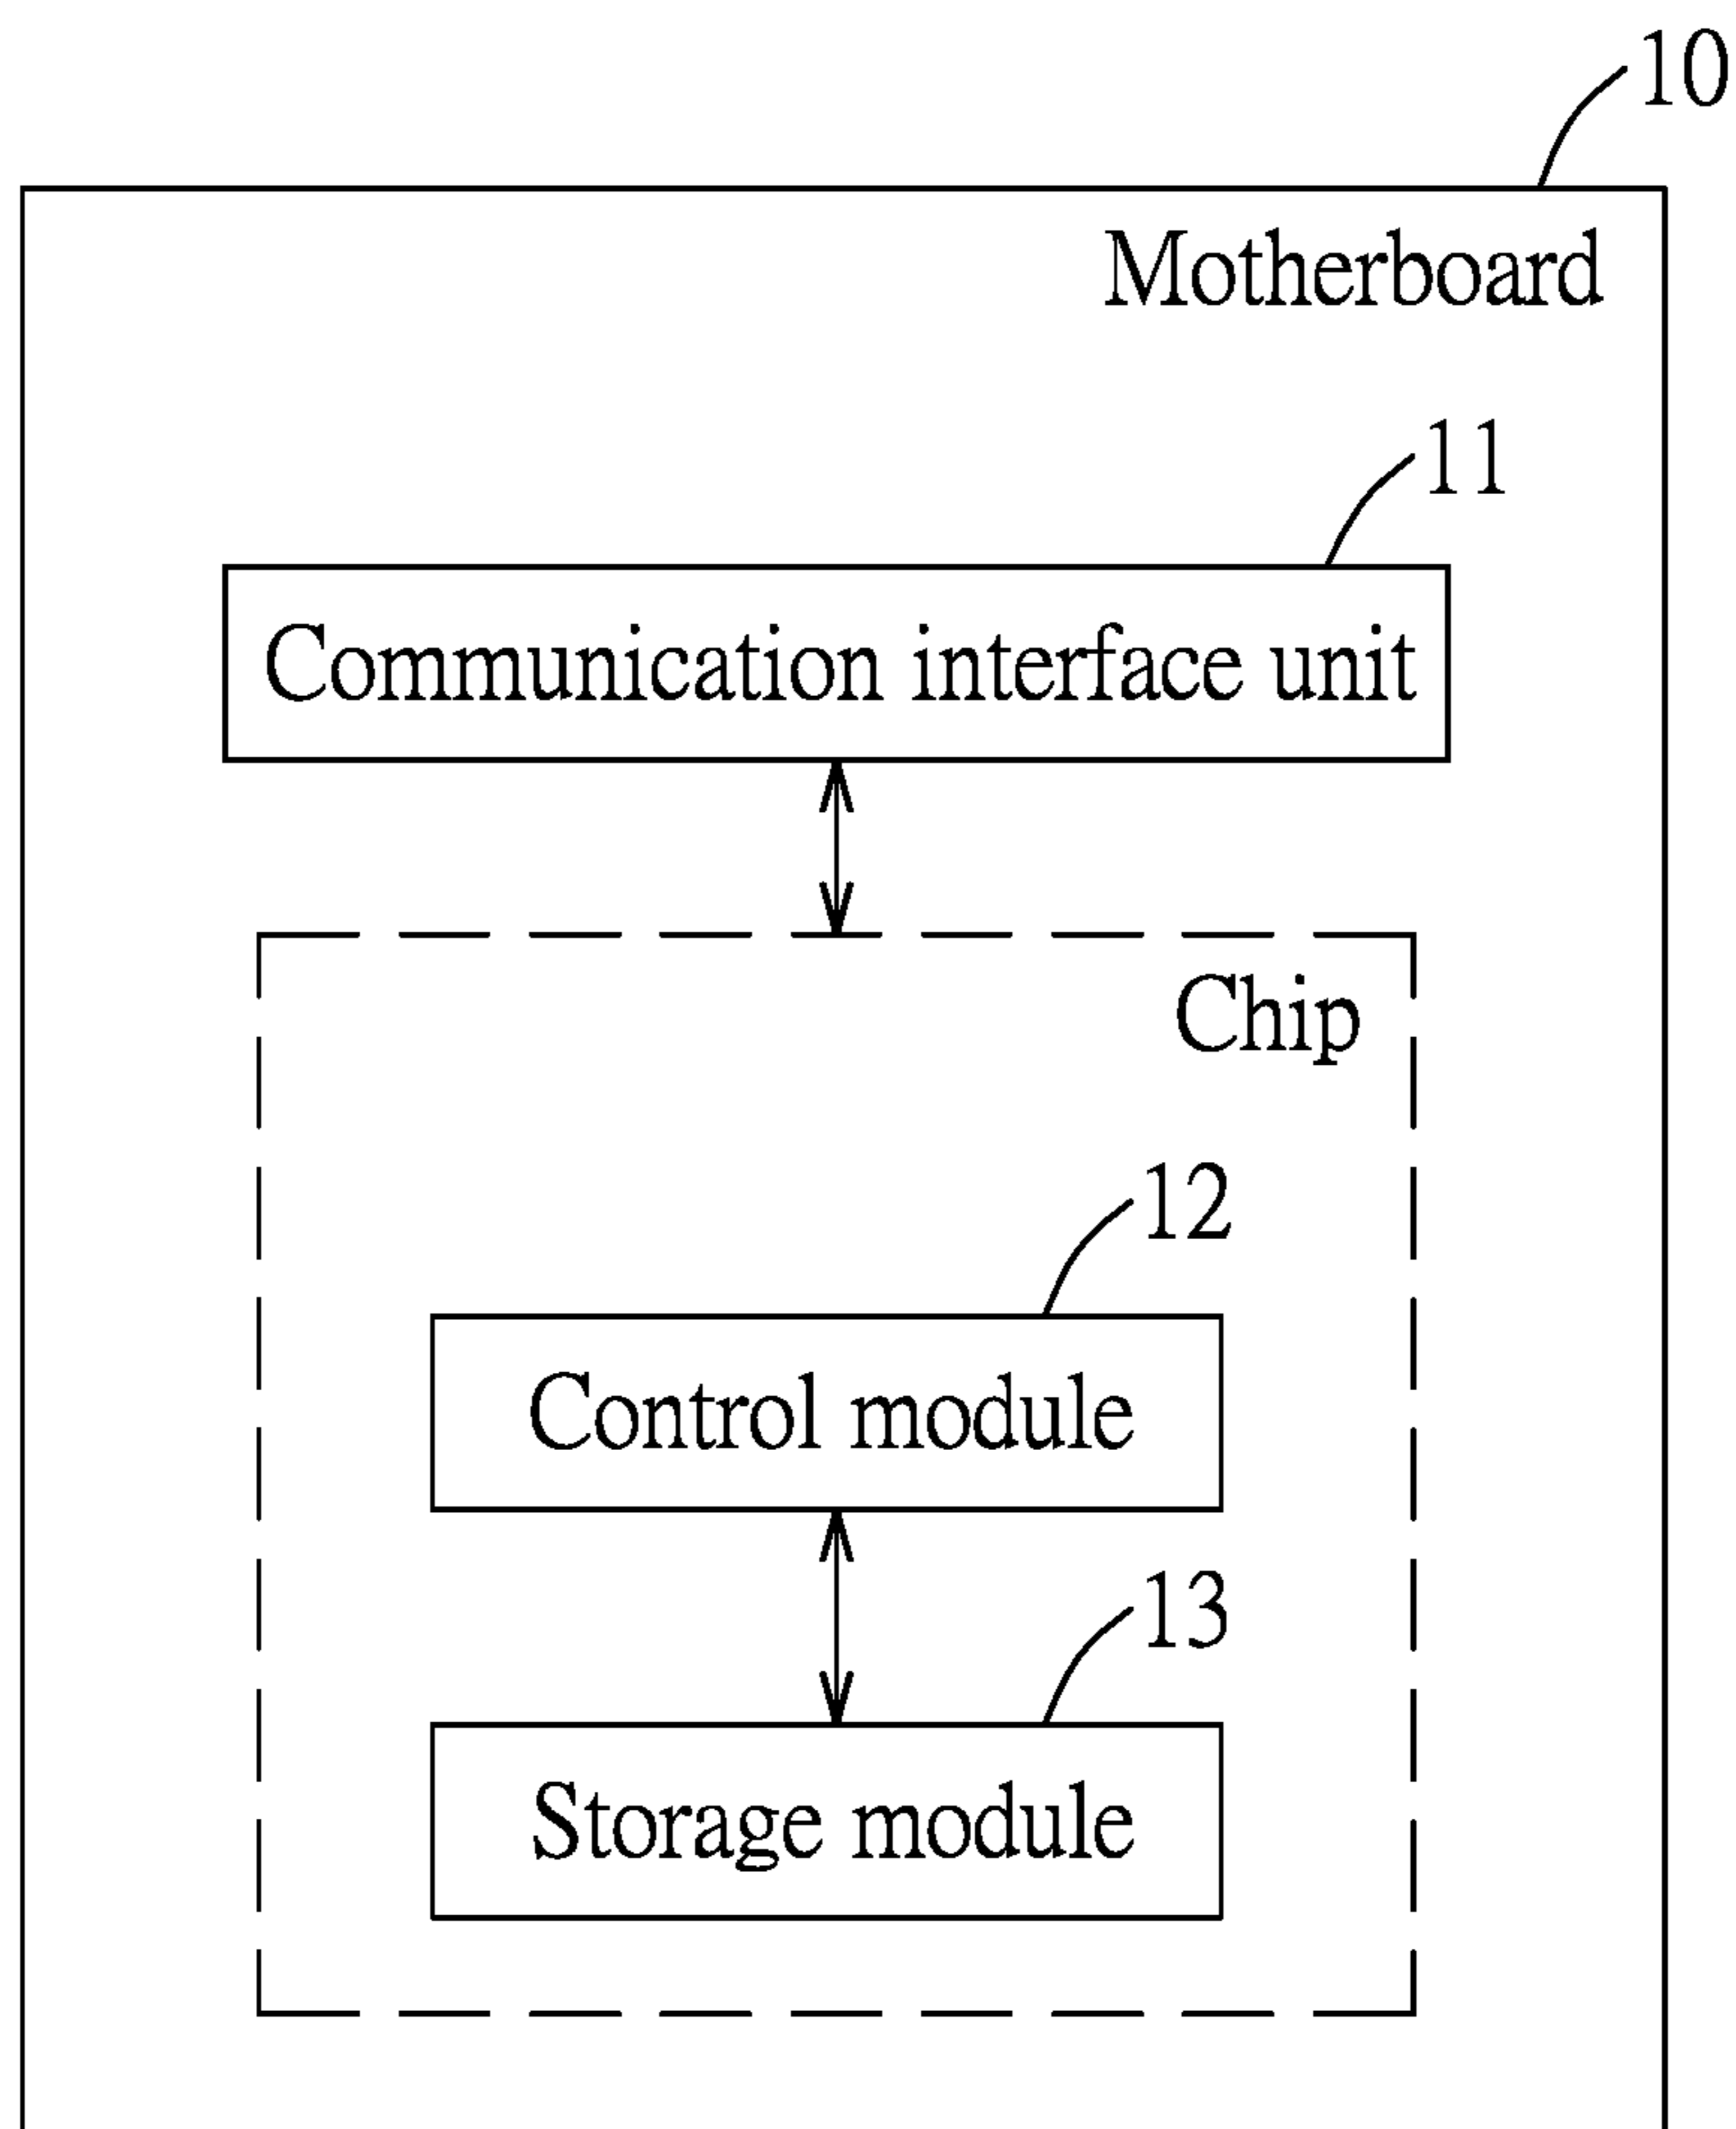 10
Motherboard
11
Communication interface unit
Chip
12
Control module
13
Storage module